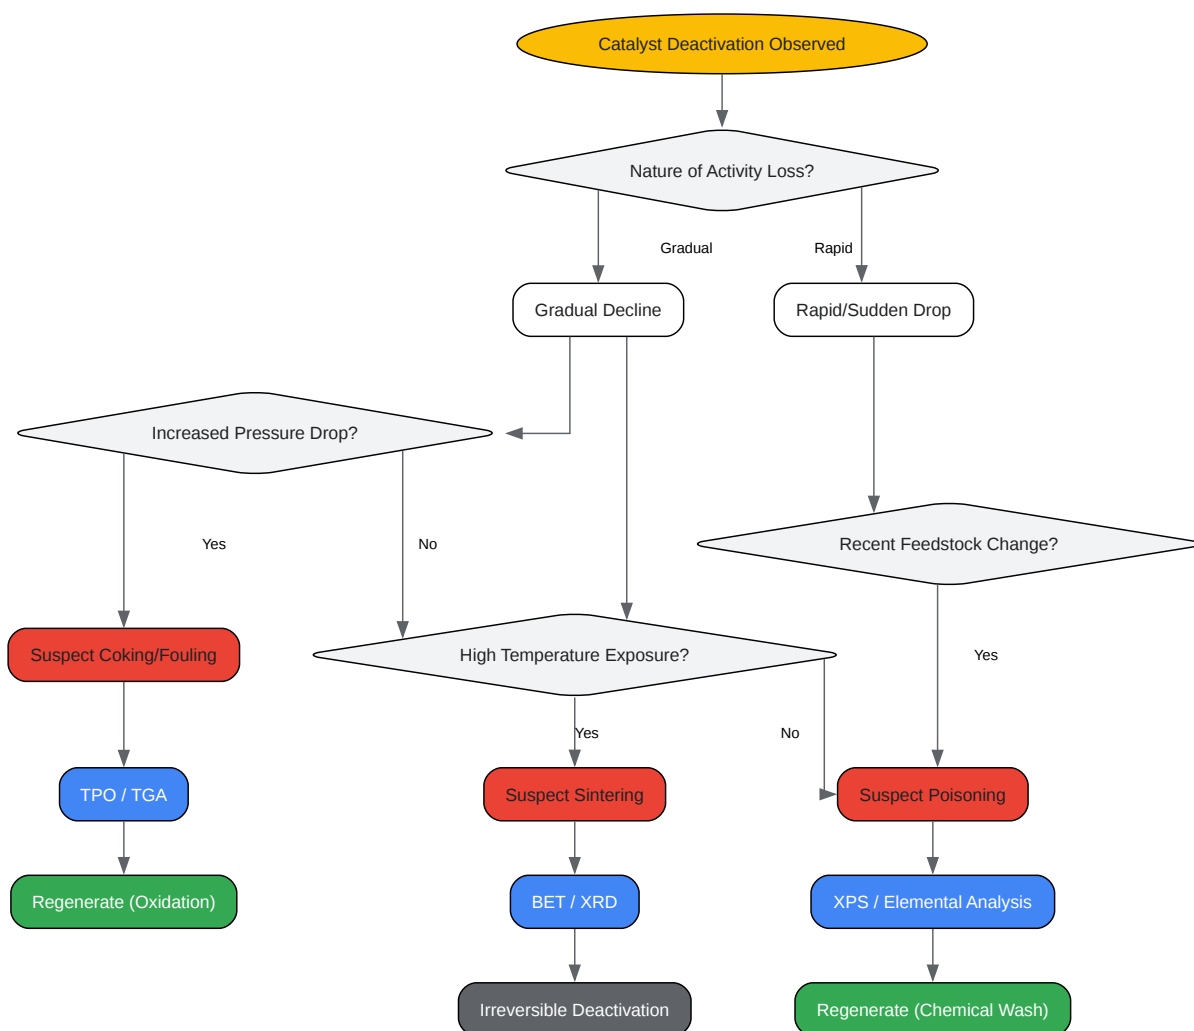 Catalyst Deactivation Observed
Nature of Activity Loss?
Gradual
Rapid
Gradual Decline
Rapid/Sudden Drop
Increased Pressure Drop?
Yes
No
Recent Feedstock Change?
Suspect Coking/Fouling
High Temperature Exposure?
Yes
Yes
No
TPO / TGA
Suspect Sintering
Suspect Poisoning
Regenerate (Oxidation)
BET / XRD
XPS / Elemental Analysis
Irreversible Deactivation
Regenerate (Chemical Wash)